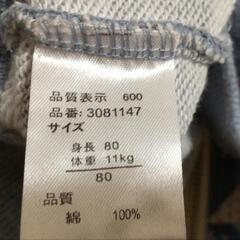 品質表示 600
品番: 3081147
サイズ
身長 80
体重 11kg
80
品質
綿 100%